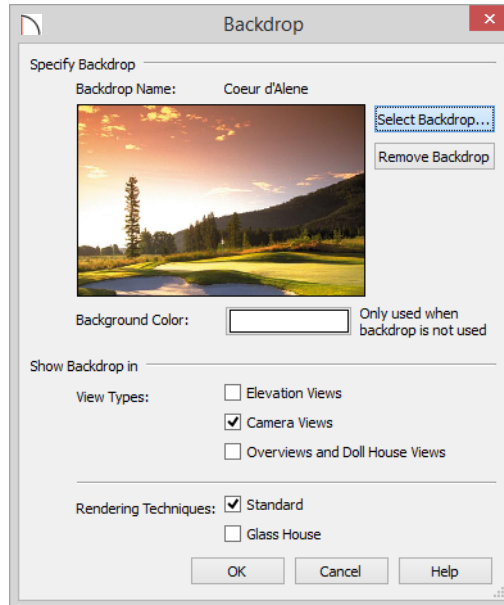 Backdrop
Specify Backdrop
Backdrop Name: Coeur d'Alene
Select Backdrop...
Remove Backdrop
Background Color:
Only used when
backdrop is not used
Show Backdrop in
View Types:
Elevation Views
Camera Views
Overviews and Doll House Views
Rendering Techniques:
Standard
Glass House
OK Cancel Help